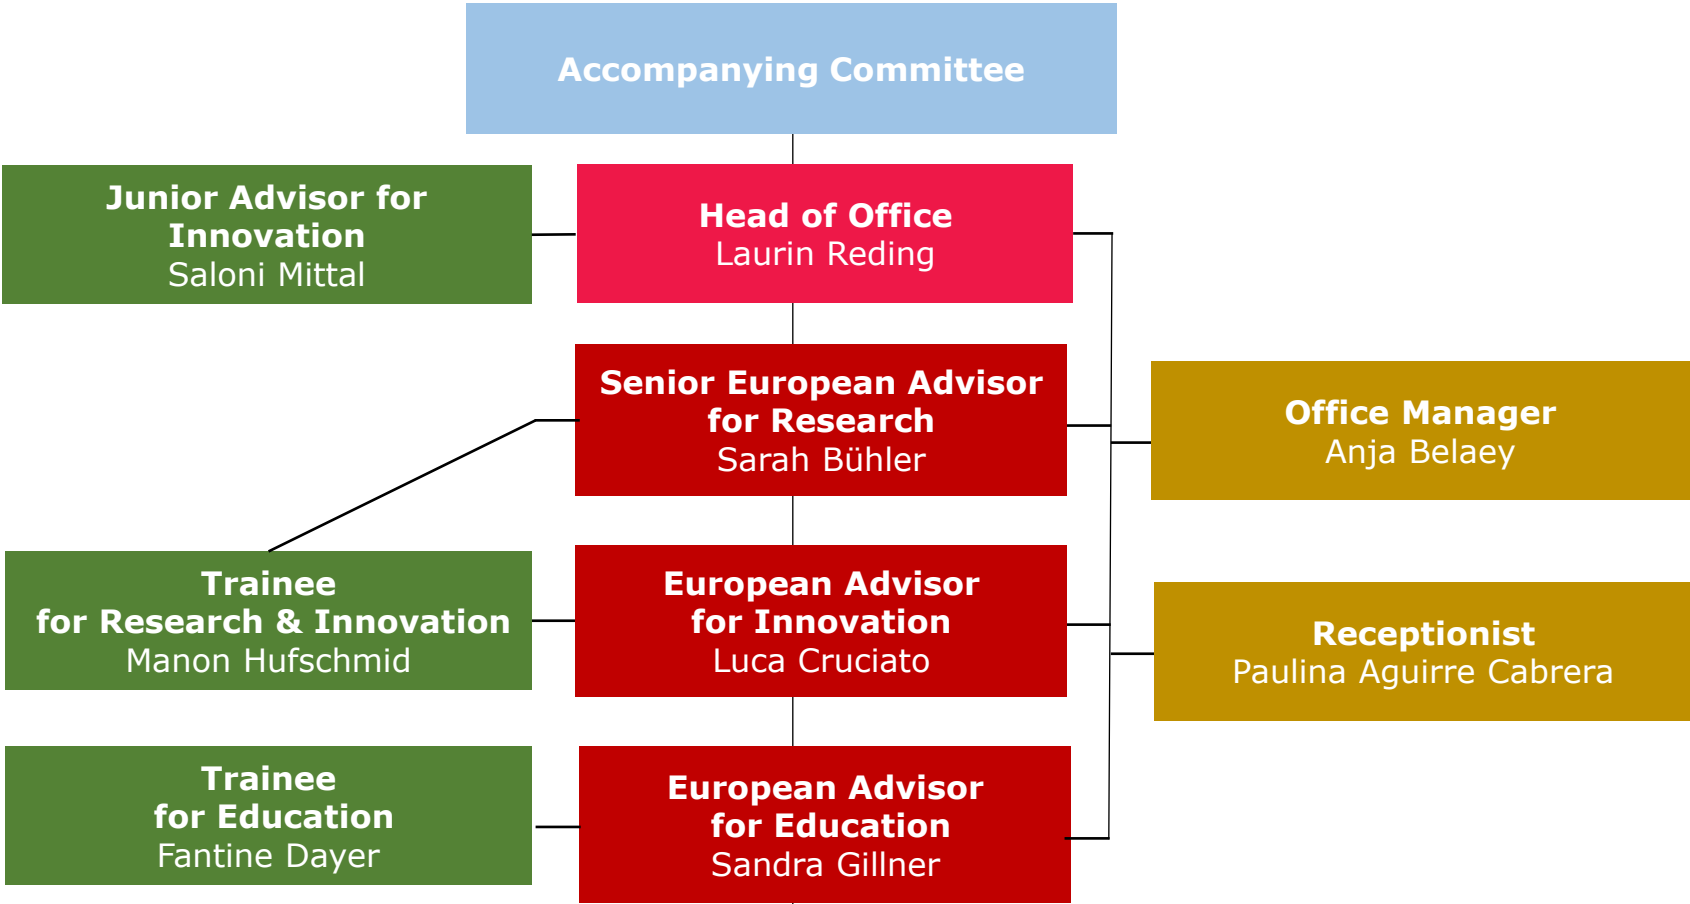 Accompanying Committee
Junior Advisor for
Innovation
Saloni Mittal
Head of Office
Laurin Reding
Senior European Advisor
for Research
Sarah Bühler
Office Manager
Anja Belaey
Trainee
for Research & Innovation
Manon Hufschmid
European Advisor
for Innovation
Luca Cruciato
Receptionist
Paulina Aguirre Cabrera
Trainee
for Education
Fantine Dayer
European Advisor
for Education
Sandra Gillner